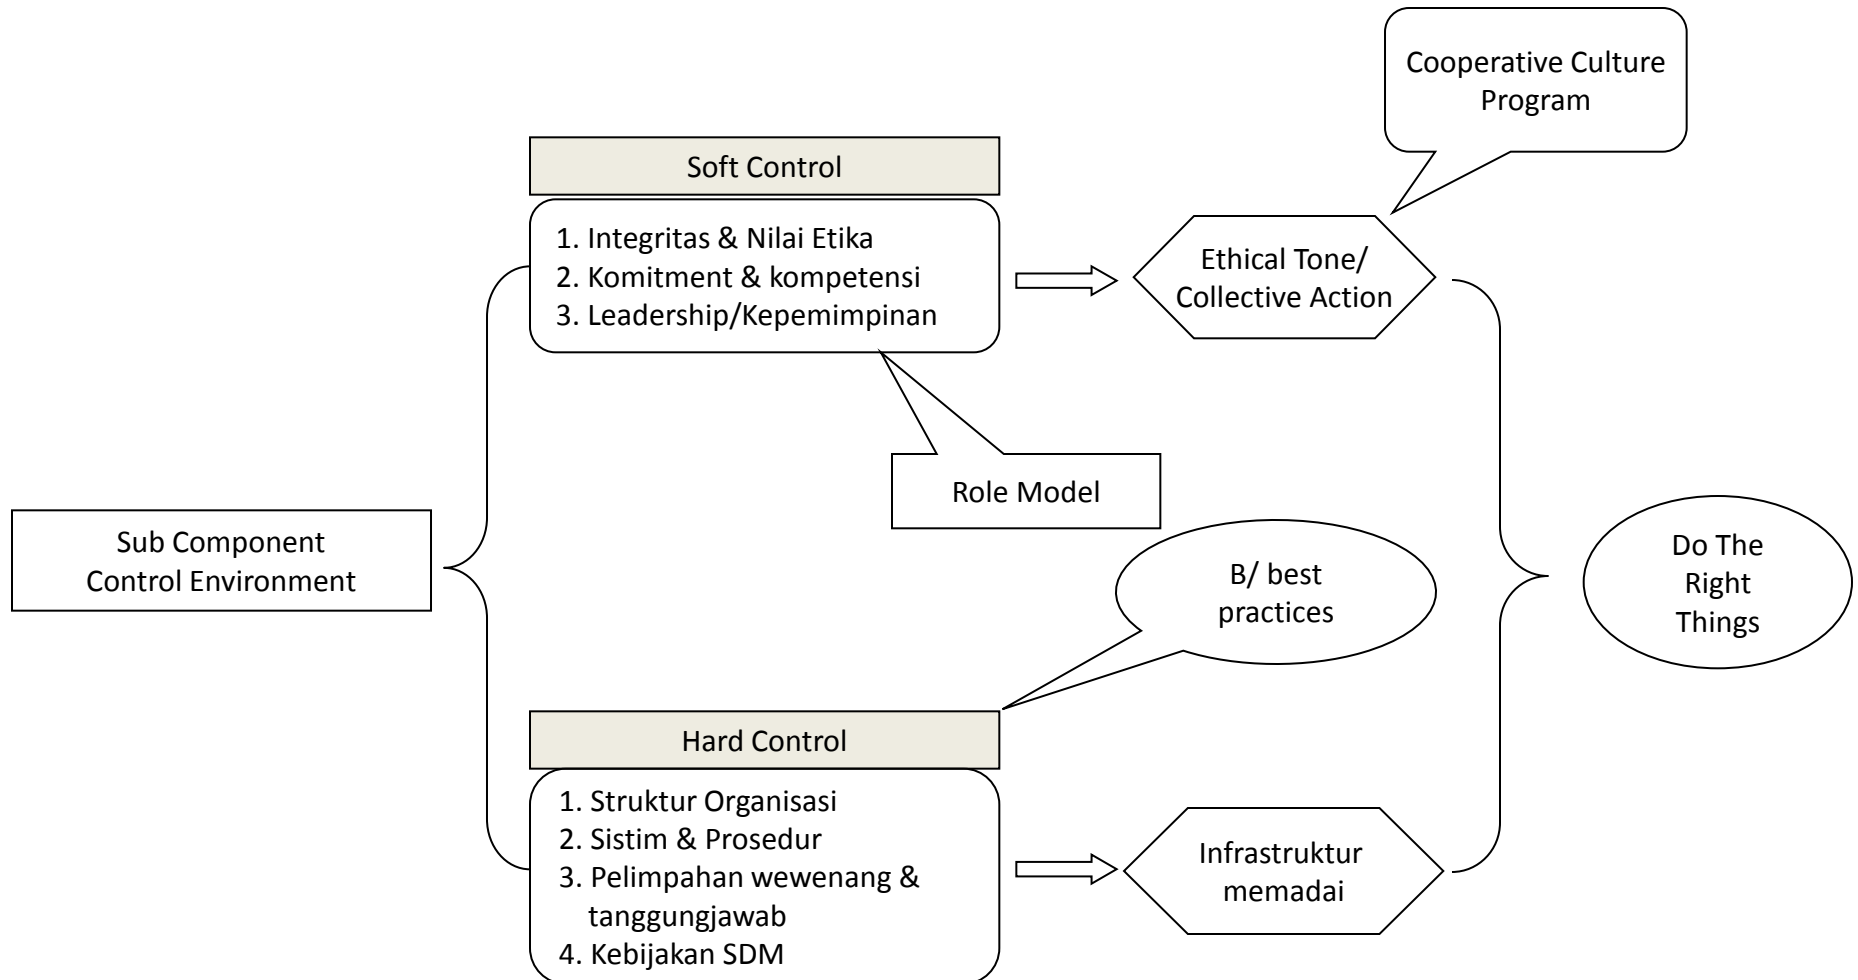 Cooperative Culture
Program
Soft Control
1. Integritas & Nilai Etika
2. Komitment & kompetensi
3. Leadership/Kepemimpinan
Ethical Tone/
Collective Action
Role Model
Sub Component
Control Environment
B/ best
practices
Do The
Right
Things
Hard Control
1. Struktur Organisasi
2. Sistim & Prosedur
3. Pelimpahan wewenang &
tanggungjawab
4. Kebijakan SDM
Infrastruktur
memadai